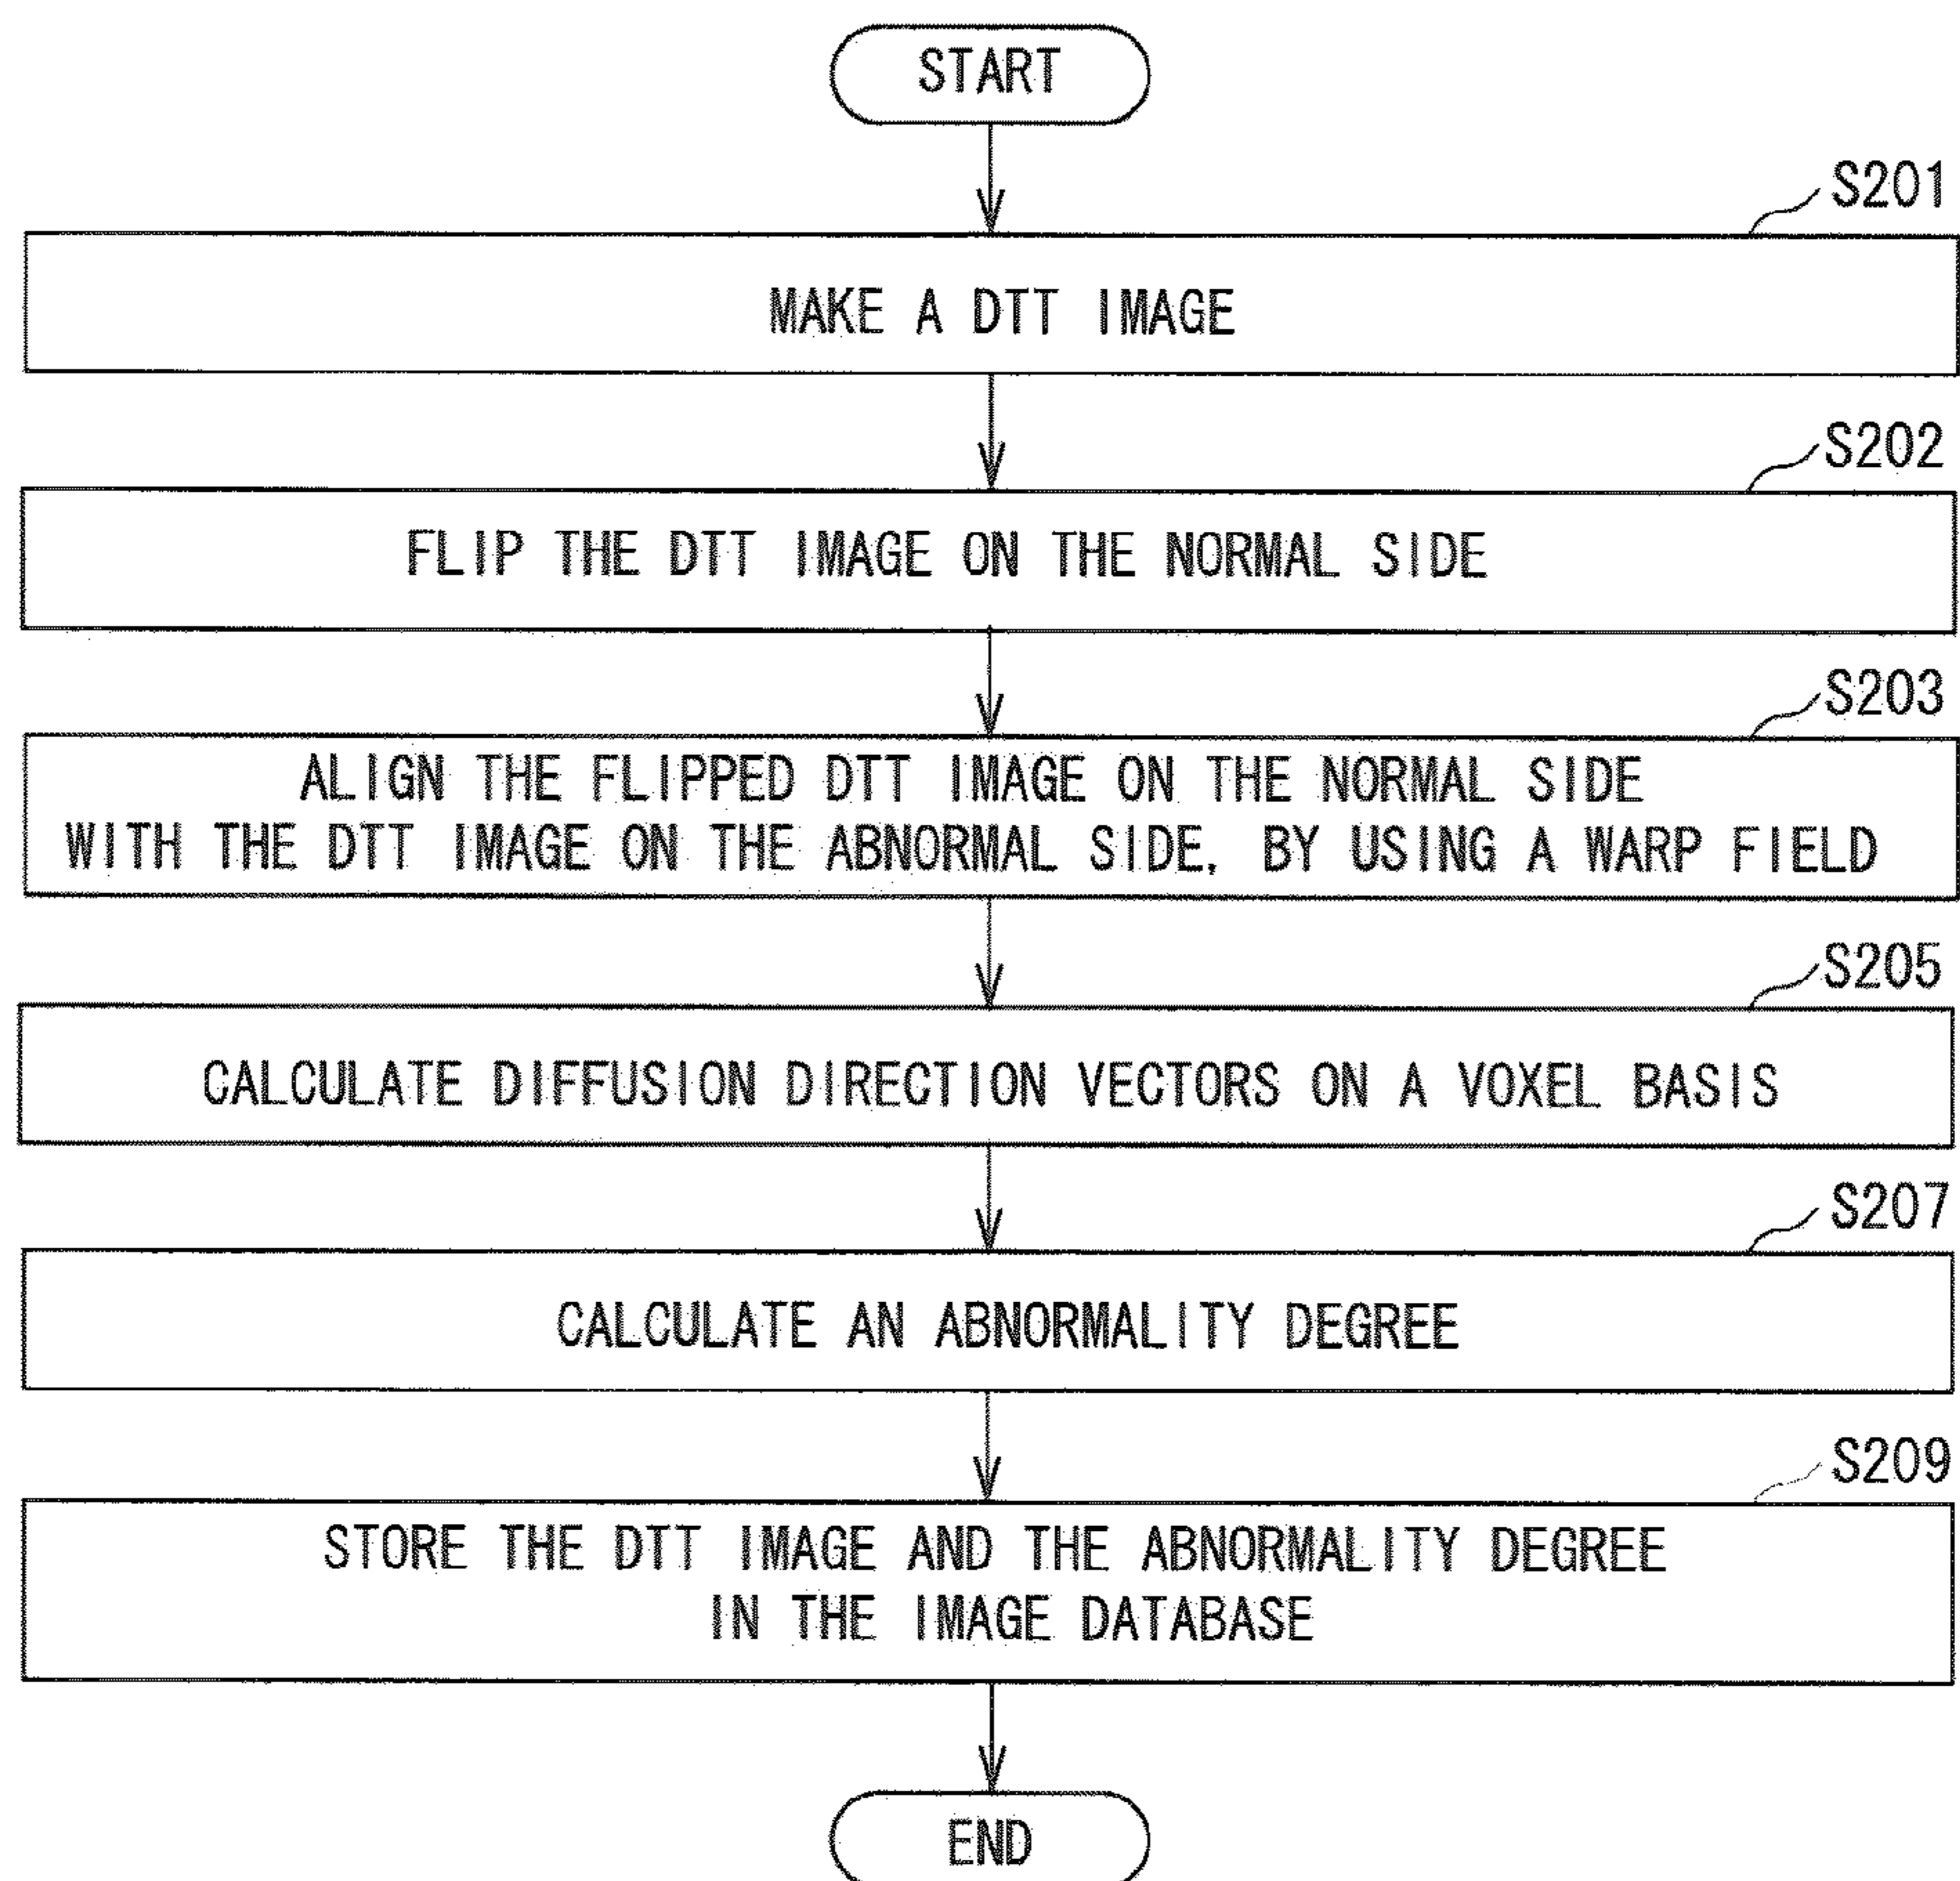 START
S201
MAKE A DTT IMAGE
S202
FLIP THE DTT IMAGE ON THE NORMAL SIDE
S203
ALIGN THE FLIPPED DTT IMAGE ON THE NORMAL SIDE
WITH THE DTT IMAGE ON THE ABNORMAL SIDE, BY USING A WARP FIELD
S205
CALCULATE DIFFUSION DIRECTION VECTORS ON A VOXEL BASIS
S207
CALCULATE AN ABNORMALITY DEGREE
S209
STORE THE DTT IMAGE AND THE ABNORMALITY DEGREE
IN THE IMAGE DATABASE
END